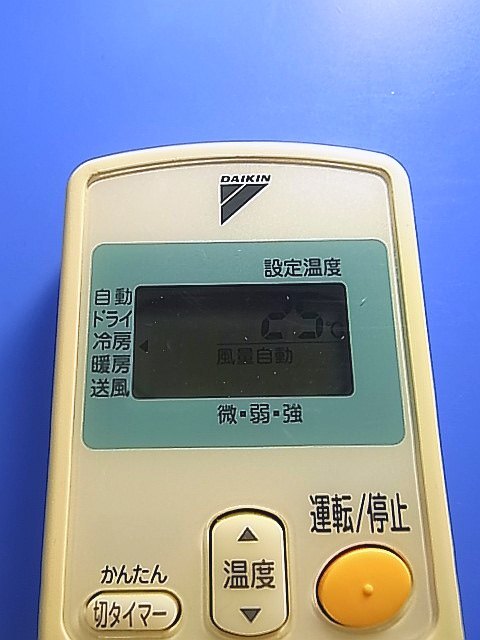 DAIKIN
設定温度
自動
ドライ
冷房
暖房
送風
℃
風量自動
微・弱・強
運転/停止
かんたん
切タイマー
温度